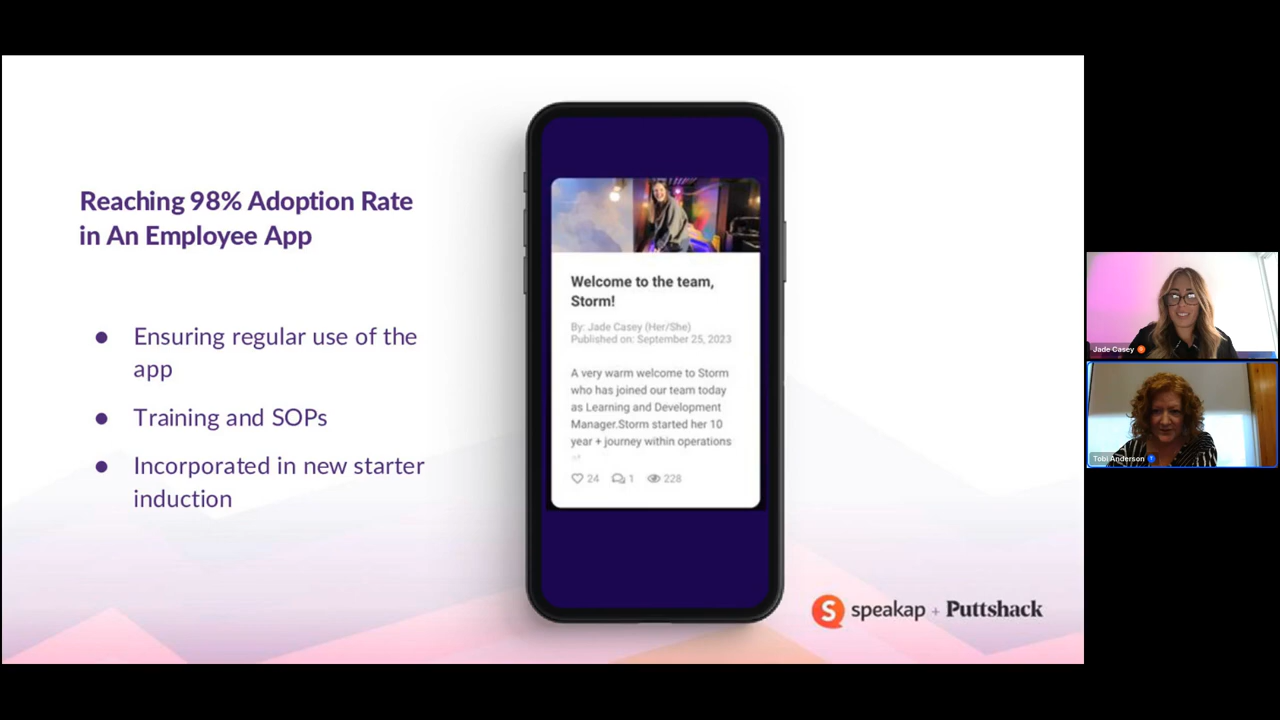 Reaching 98% Adoption Rate
in An Employee App
● Ensuring regular use of the
app
● Training and SOPs
● Incorporated in new starter
induction
Welcome to the team,
Storm!
By: Jade Casey (Her/She)
Published on: September 25, 2023
A very warm welcome to Storm
who has joined our team today
as Learning and Development
Manager.Storm started her 10
year + journey within operations
24 1 228
S speakap + Puttshack
Jade Casey
Tobi Anderson